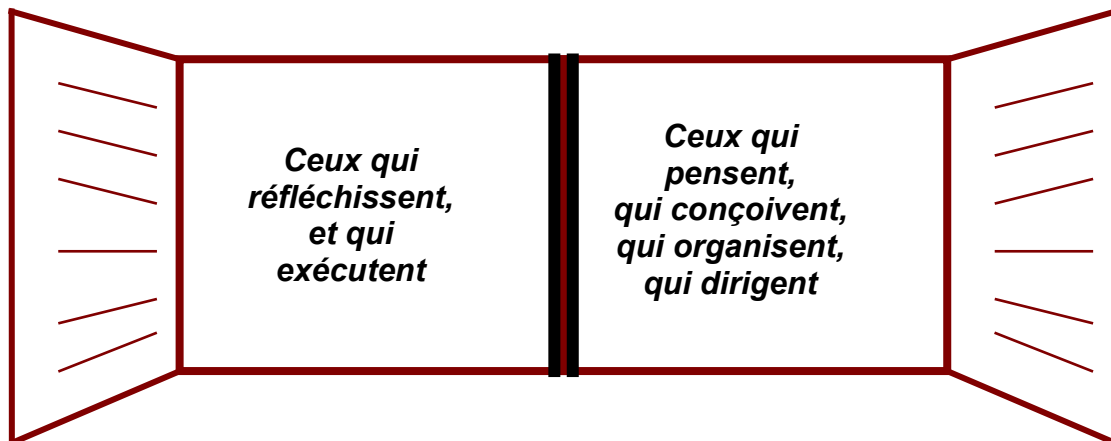 Ceux qui
réfléchissent,
et qui
exécutent
Ceux qui
pensent,
qui conçoivent,
qui organisent,
qui dirigent